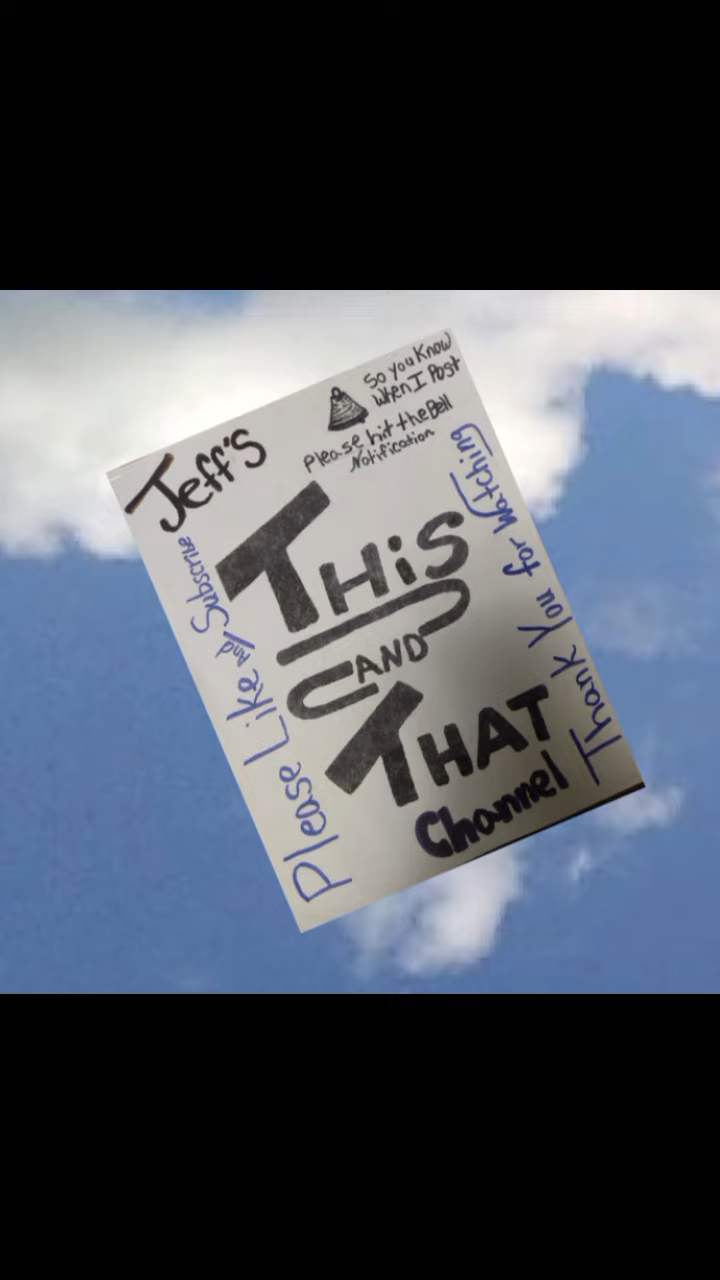 Jeff's
So you Know
When I Post
Please hit the Bell
Notification
THiS
AND
THAT
Channel
Please Like and Subscribe
Thank You for Watching